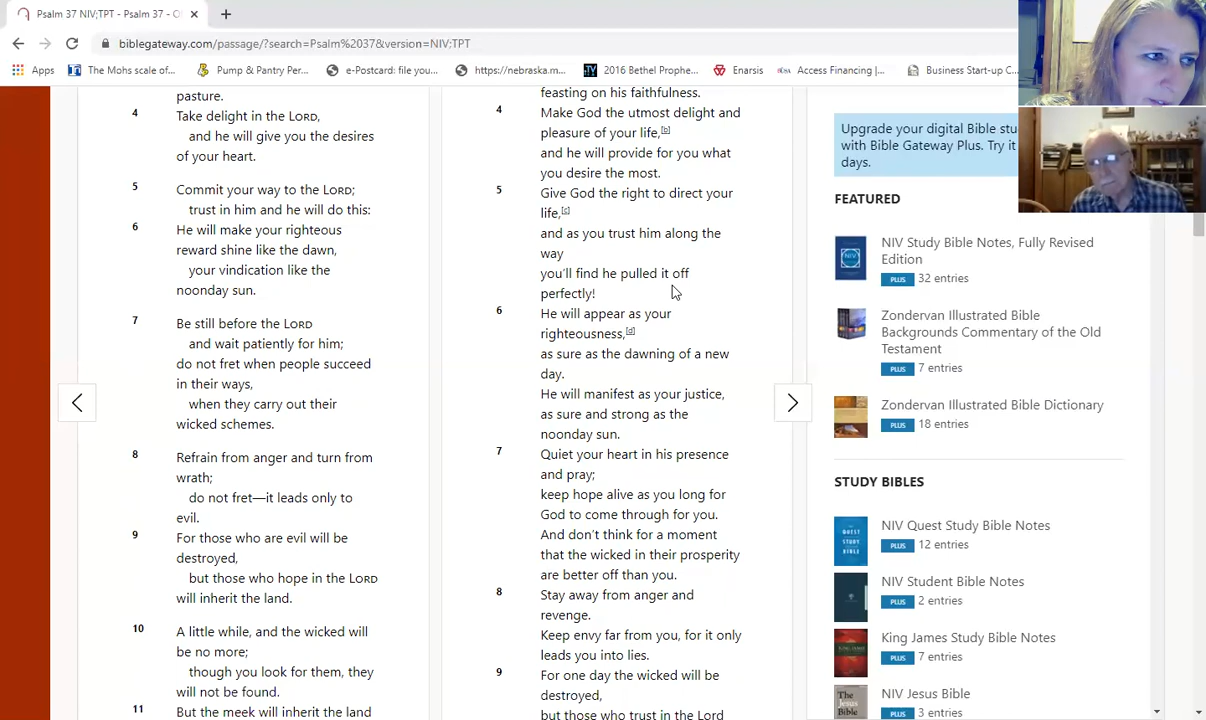 Psalm 37 NIV;TPT - Psalm 37 - C
biblegateway.com/passage/?search=Psalm%2037&version=NIV;TPT
Apps
The Mohs scale of...
Pump & Pantry Per...
e-Postcard: file you...
https://nebraska.m...
2016 Bethel Prophe...
Enarsis
Access Financing |...
Business Start-up C
pasture.
4 Take delight in the LORD,
and he will give you the desires
of your heart.
5 Commit your way to the LORD;
trust in him and he will do this:
6 He will make your righteous
reward shine like the dawn,
your vindication like the
noonday sun.
7 Be still before the LORD
and wait patiently for him;
do not fret when people succeed
in their ways,
when they carry out their
wicked schemes.
8 Refrain from anger and turn from
wrath;
do not fret—it leads only to
evil.
9 For those who are evil will be
destroyed,
but those who hope in the LORD
will inherit the land.
10 A little while, and the wicked will
be no more;
though you look for them, they
will not be found.
11 But the meek will inherit the land
feasting on his faithfulness.
4 Make God the utmost delight and
pleasure of your life,[b]
and he will provide for you what
you desire the most.
5 Give God the right to direct your
life,[c]
and as you trust him along the
way
you'll find he pulled it off
perfectly!
6 He will appear as your
righteousness,[d]
as sure as the dawning of a new
day.
He will manifest as your justice,
as sure and strong as the
noonday sun.
7 Quiet your heart in his presence
and pray;
keep hope alive as you long for
God to come through for you.
And don't think for a moment
that the wicked in their prosperity
are better off than you.
8 Stay away from anger and
revenge.
Keep envy far from you, for it only
leads you into lies.
9 For one day the wicked will be
destroyed,
but those who trust in the Lord
Upgrade your digital Bible stu
with Bible Gateway Plus. Try it
days.
FEATURED
NIV Study Bible Notes, Fully Revised
Edition
PLUS 32 entries
Zondervan Illustrated Bible
Backgrounds Commentary of the Old
Testament
PLUS 7 entries
Zondervan Illustrated Bible Dictionary
PLUS 18 entries
STUDY BIBLES
QUEST STUDY BIBLE
NIV Quest Study Bible Notes
PLUS 12 entries
NIV Student Bible Notes
PLUS 2 entries
King James Study Bible Notes
PLUS 7 entries
The Jesus Bible
NIV Jesus Bible
PLUS 3 entries